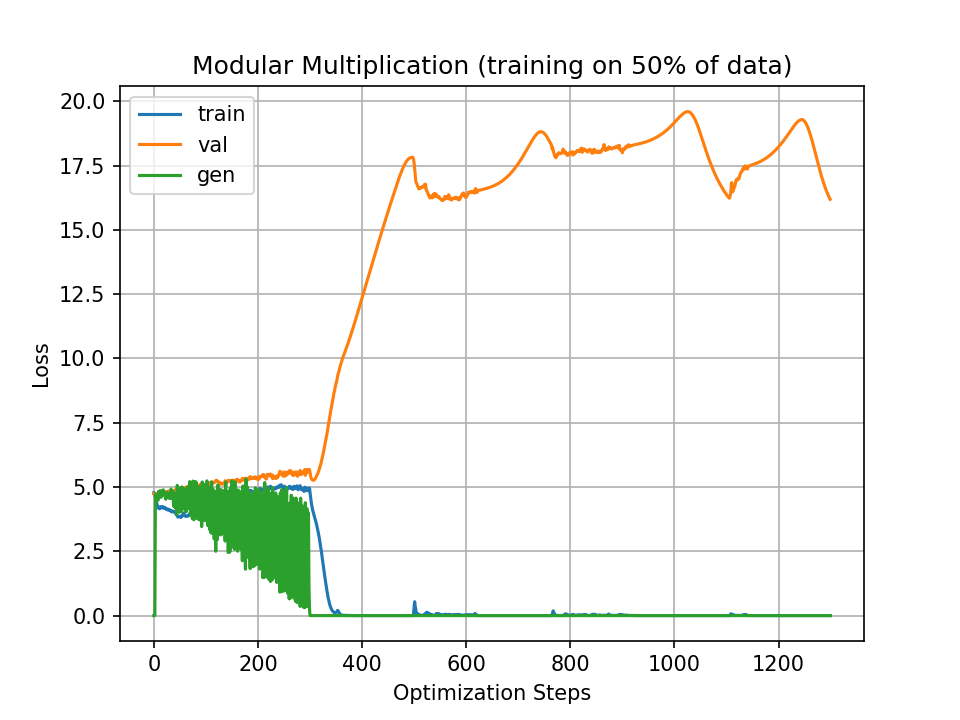 Modular Multiplication (training on 50% of data)
train
val
gen
20.0
17.5
15.0
12.5
10.0
7.5
5.0
2.5
0.0
Loss
0 200 400 600 800 1000 1200
Optimization Steps